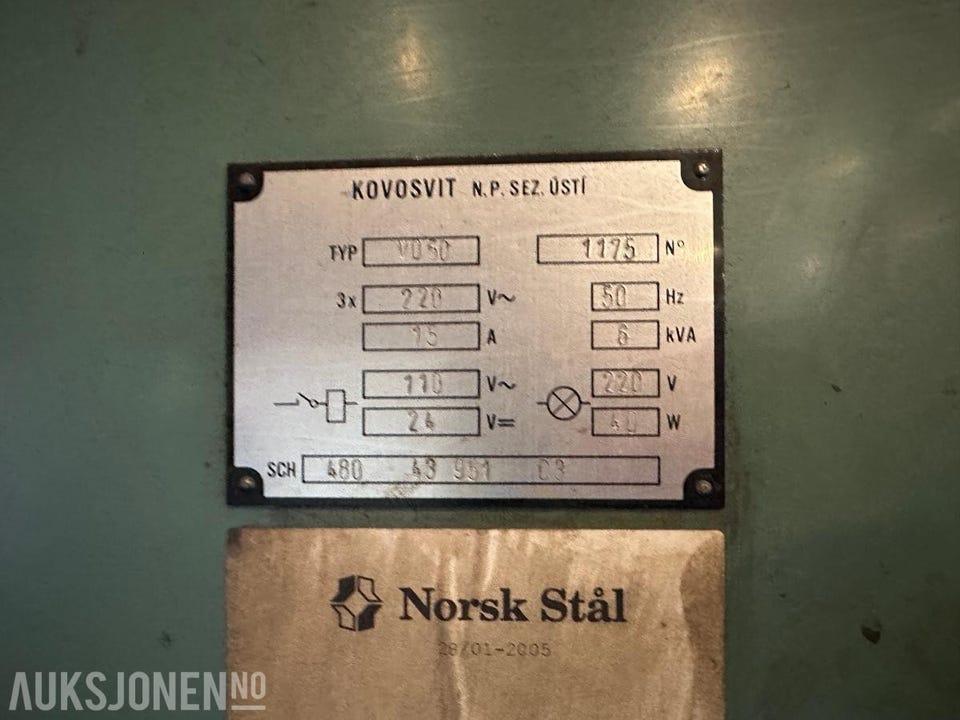 KOVOSVIT N.P. SEZ. ÚSTÍ
TYP VO50 1175 Nº
3x 220 V~ 50 Hz
15 A 6 kVA
110 V~ 220 V
24 V= 40 W
SCH 480 43 951 C3
Norsk Stål
28/01-2005
AUKSJONEN NO